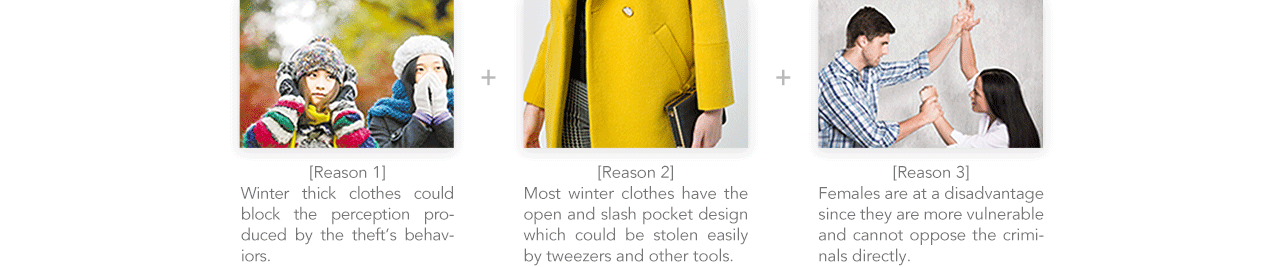 [Reason 1]
Winter thick clothes could
block the perception pro-
duced by the theft's behav-
iors.
[Reason 2]
Most winter clothes have the
open and slash pocket design
which could be stolen easily
by tweezers and other tools.
[Reason 3]
Females are at a disadvantage
since they are more vulnerable
and cannot oppose the crimi-
nals directly.